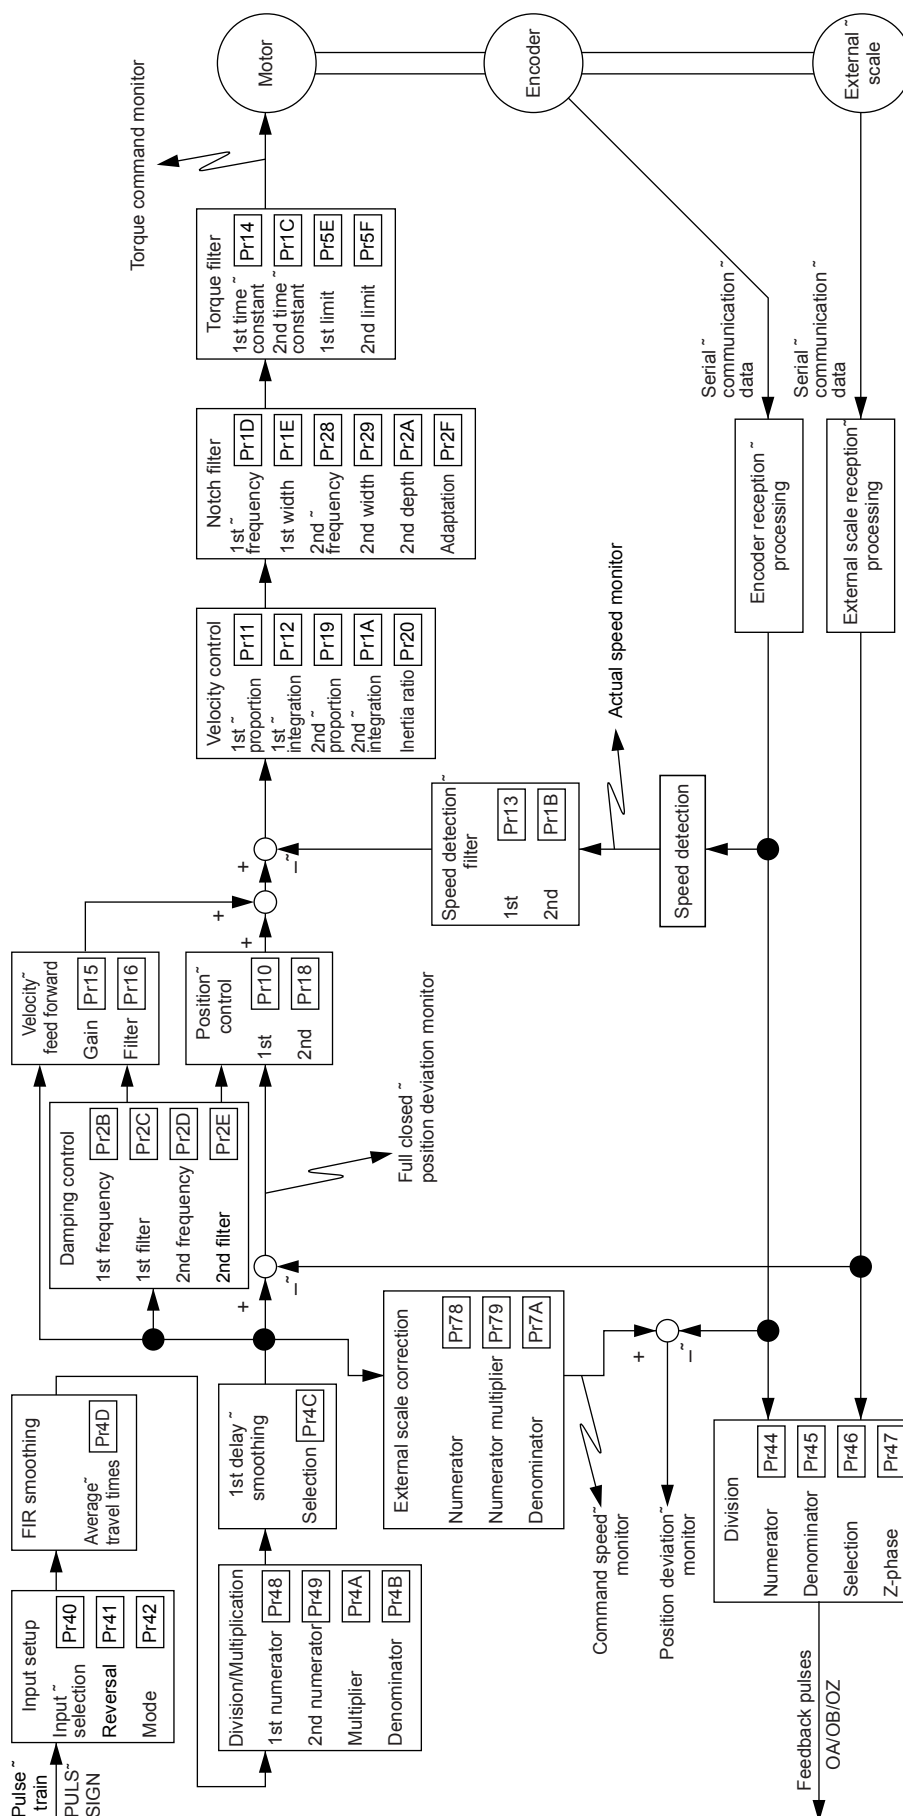 Pulse~
train
PULS~
SIGN
Input setup
Input~
selection
Pr40
Reversal
Pr41
Mode
Pr42
FIR smoothing
Average~
travel times
Pr4D
Division/Multiplication
1st numerator
Pr48
2nd numerator
Pr49
Multiplier
Pr4A
Denominator
Pr4B
1st delay~
smoothing
Selection
Pr4C
Damping control
1st frequency
Pr2B
1st filter
Pr2C
2nd frequency
Pr2D
2nd filter
Pr2E
Velocity~
feed forward
Gain
Pr15
Filter
Pr16
Position~
control
1st
Pr10
2nd
Pr18
+
–~
+
+
+
–~
Full closed~
position deviation monitor
External scale correction
Numerator
Pr78
Numerator multiplier
Pr79
Denominator
Pr7A
Command speed~
monitor
+
–~
Position deviation~
monitor
Velocity control
1st~
proportion
Pr11
1st~
integration
Pr12
2nd~
proportion
Pr19
2nd~
integration
Pr1A
Inertia ratio
Pr20
Notch filter
1st~
frequency
Pr1D
1st width
Pr1E
2nd~
frequency
Pr28
2nd width
Pr29
2nd depth
Pr2A
Adaptation
Pr2F
Torque filter
1st time~
constant
Pr14
2nd time~
constant
Pr1C
1st limit
Pr5E
2nd limit
Pr5F
Torque command monitor
Motor
Encoder
External~
scale
Speed detection~
filter
1st
Pr13
2nd
Pr1B
Actual speed monitor
Speed detection
Serial~
communication~
data
Serial~
communication~
data
Encoder reception~
processing
External scale reception~
processing
Division
Numerator
Pr44
Denominator
Pr45
Selection
Pr46
Z-phase
Pr47
Feedback pulses
OA/OB/OZ